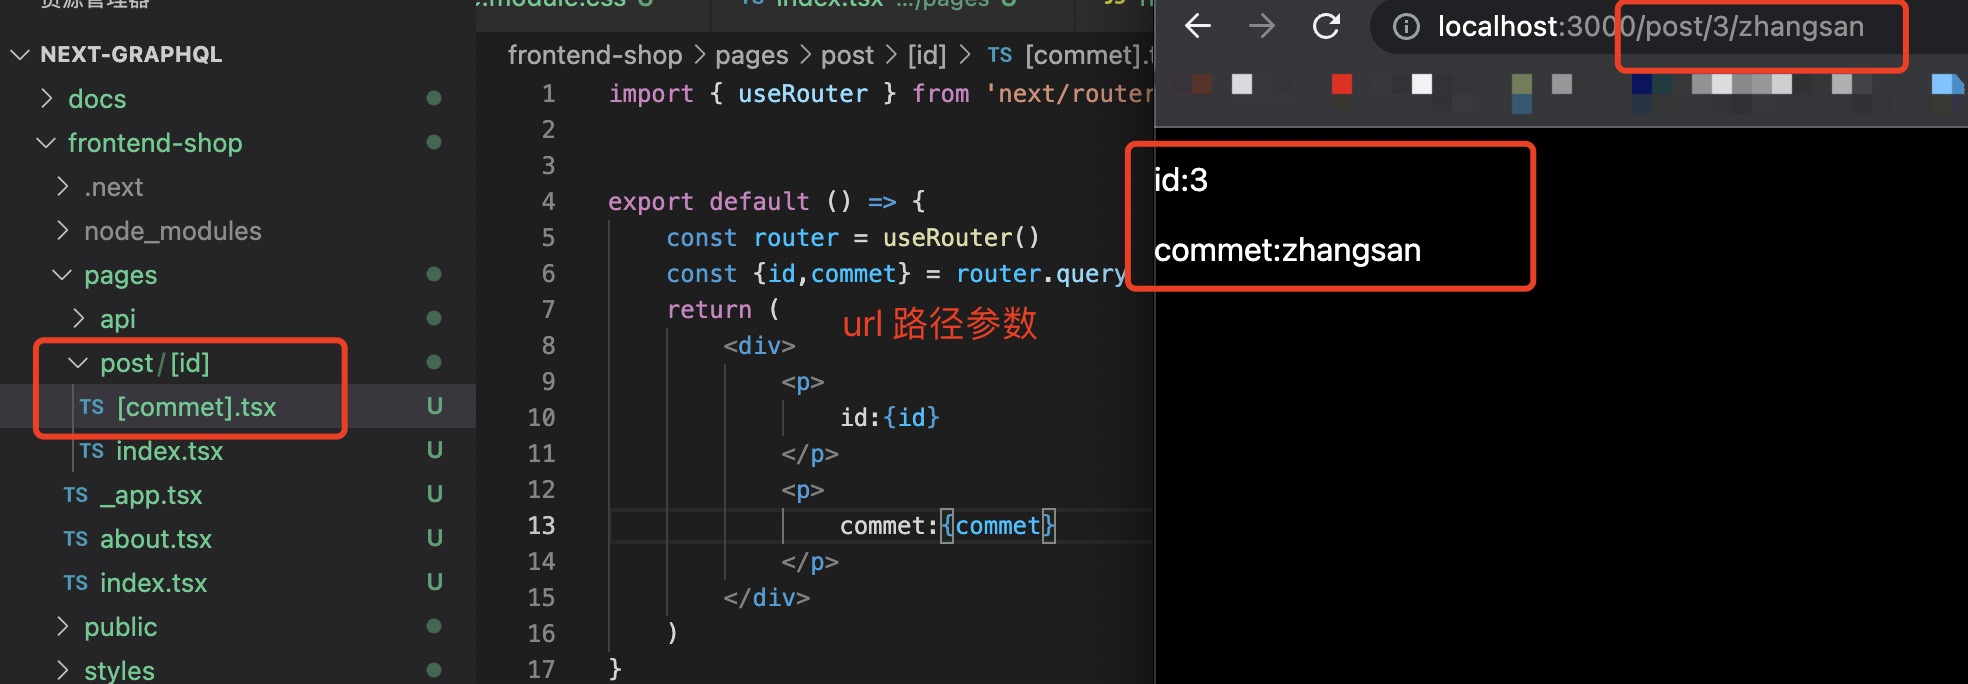 资源管理器
NEXT-GRAPHQL
docs
frontend-shop
.next
node_modules
pages
api
post/[id]
TS [commet].tsx U
TS index.tsx U
TS _app.tsx U
TS about.tsx U
TS index.tsx U
public
styles
.module.css U
TS index.tsx .../pages U
frontend-shop > pages > post > [id] > TS [commet].t
1 import { useRouter } from 'next/router
2
3
4 export default () => {
5 const router = useRouter()
6 const {id,commet} = router.query
7 return (
url 路径参数
8 <div>
9 <p>
10 id:{id}
11 </p>
12 <p>
13 commet:{commet}
14 </p>
15 </div>
16 )
17 }
localhost:3000/post/3/zhangsan
id:3
commet:zhangsan